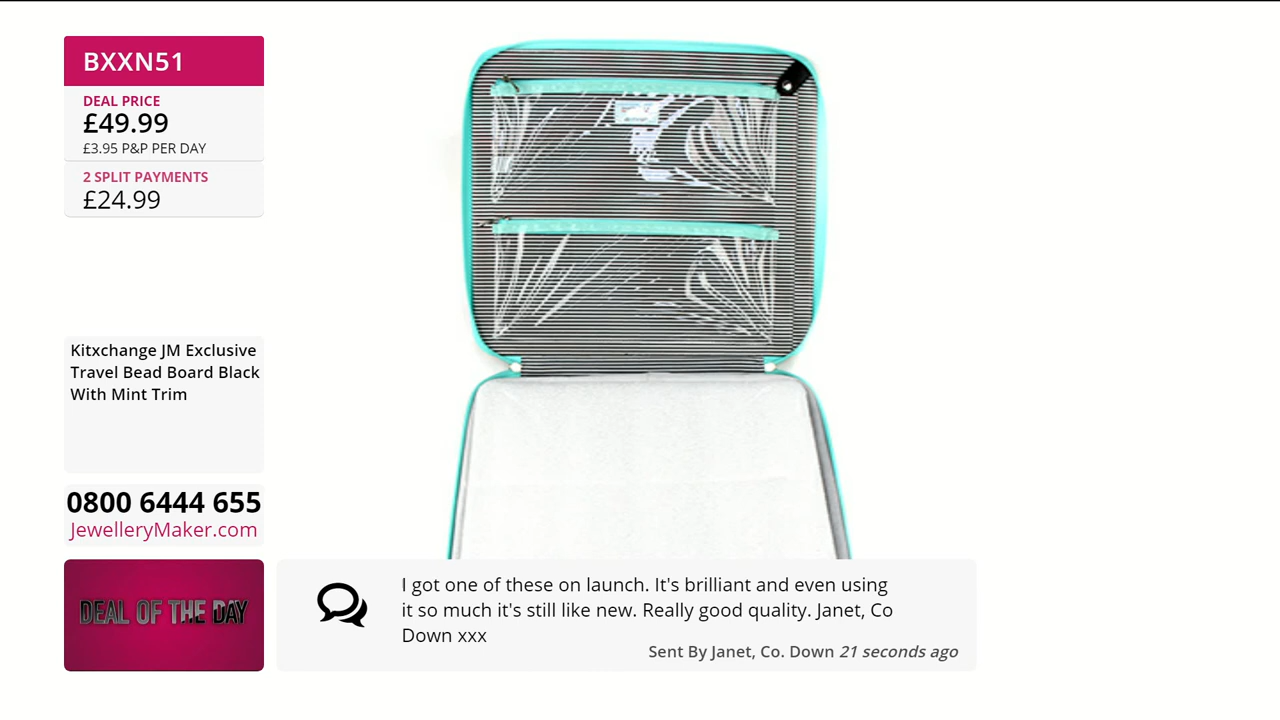 BXXN51
DEAL PRICE
£49.99
£3.95 P&P PER DAY
2 SPLIT PAYMENTS
£24.99
Kitxchange JM Exclusive
Travel Bead Board Black
With Mint Trim
0800 6444 655
JewelleryMaker.com
DEAL OF THE DAY
I got one of these on launch. It's brilliant and even using
it so much it's still like new. Really good quality. Janet, Co
Down xxx
Sent By Janet, Co. Down 21 seconds ago